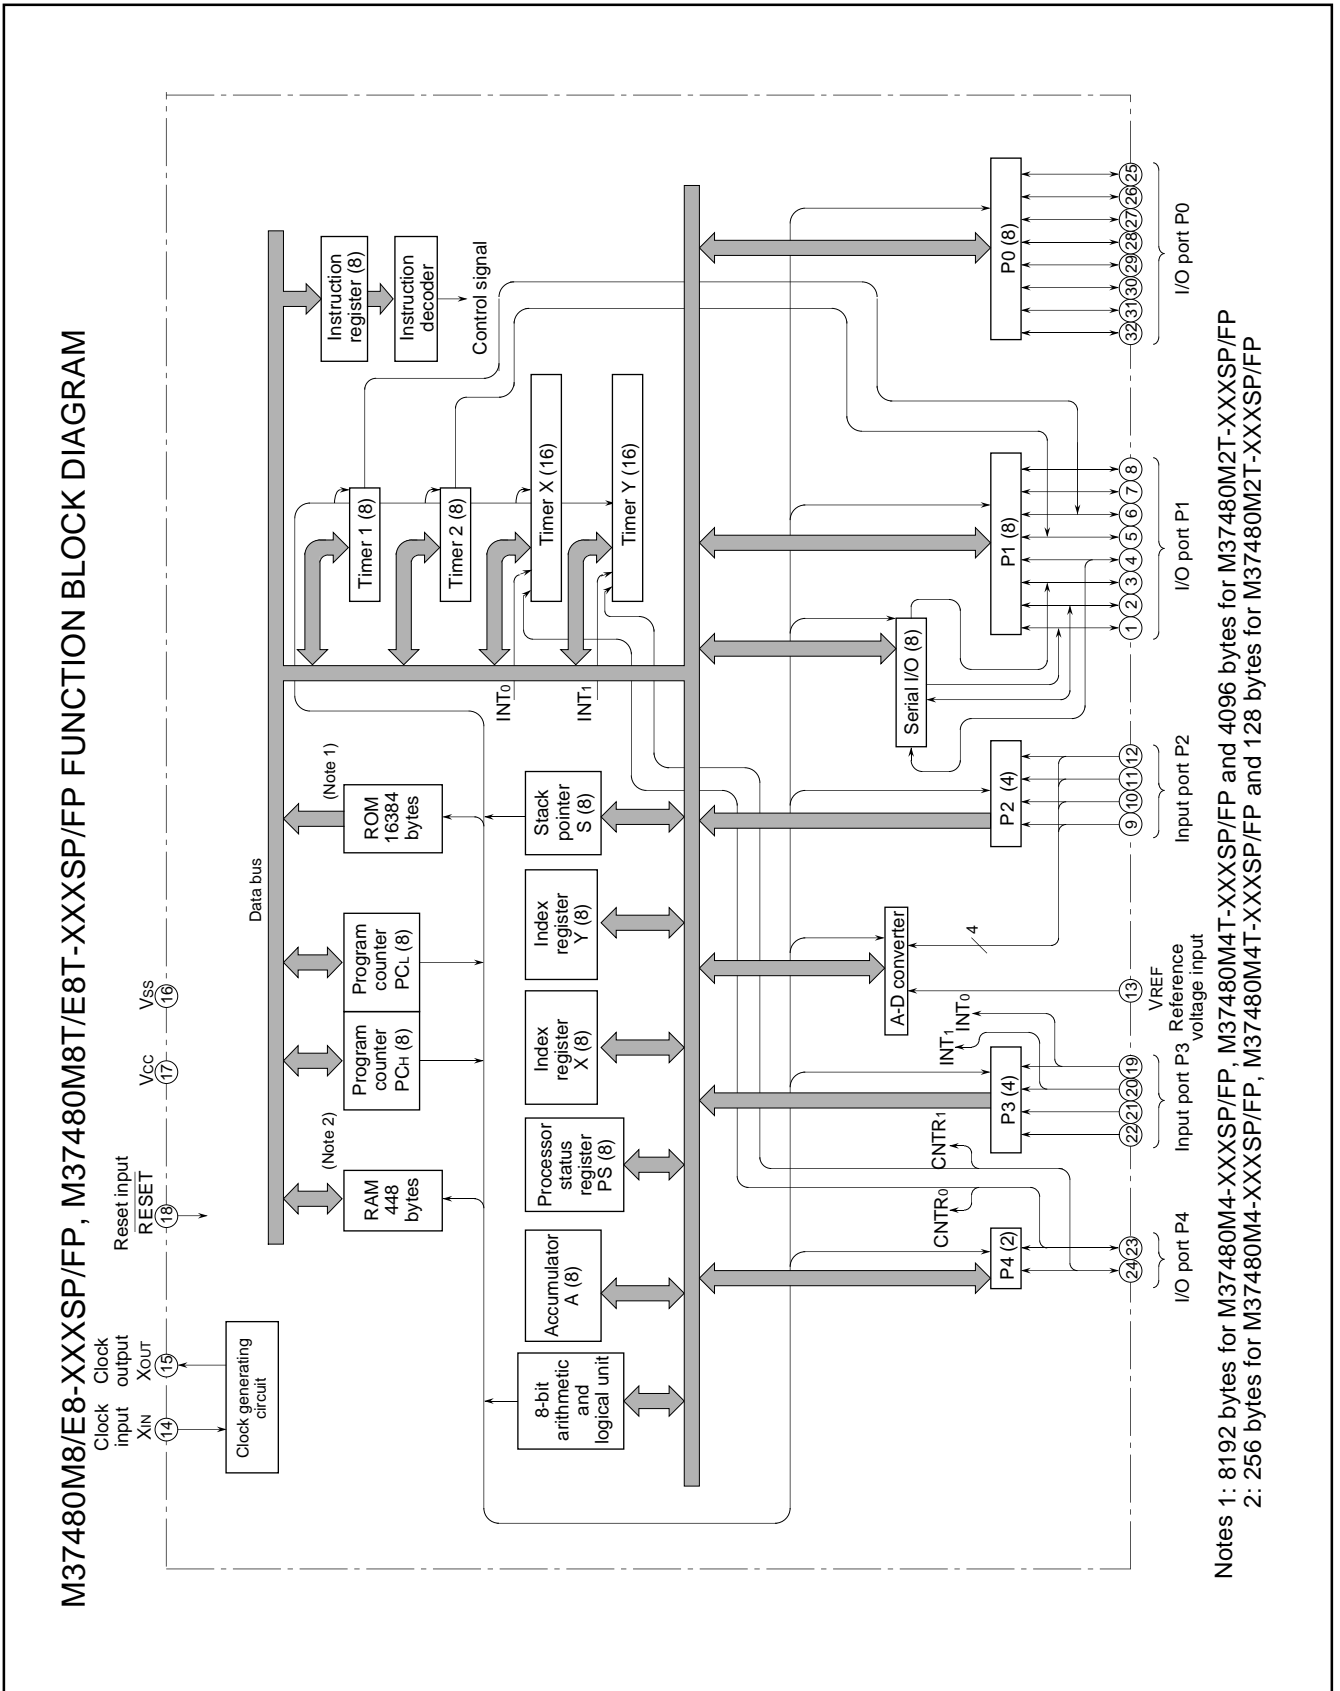 M37480M8/E8-XXXSP/FP, M37480M8T/E8T-XXXSP/FP FUNCTION BLOCK DIAGRAM
Clock
input
XIN
14
Clock
output
XOUT
15
Reset input
RESET
18
VCC
17
VSS
16
Clock generating
circuit
Data bus
RAM
448
bytes
(Note 2)
Program
counter
PCH (8)
Program
counter
PCL (8)
ROM
16384
bytes
(Note 1)
Instruction
register (8)
Instruction
decoder
Control signal
Timer 1 (8)
Timer 2 (8)
Timer X (16)
Timer Y (16)
INT0
INT1
8-bit
arithmetic
and
logical unit
Accumulator
A (8)
Processor
status
register
PS (8)
Index
register
X (8)
Index
register
Y (8)
Stack
pointer
S (8)
CNTR0
CNTR1
INT1
INT0
A-D converter
4
Serial I/O (8)
P4 (2)
P3 (4)
P2 (4)
P1 (8)
P0 (8)
24 23
22 21 20 19
13
9 10 11 12
1 2 3 4 5 6 7 8
32 31 30 29 28 27 26 25
I/O port P4
Input port P3
VREF
Reference
voltage input
Input port P2
I/O port P1
I/O port P0
Notes 1: 8192 bytes for M37480M4-XXXSP/FP, M37480M4T-XXXSP/FP and 4096 bytes for M37480M2T-XXXSP/FP
2: 256 bytes for M37480M4-XXXSP/FP, M37480M4T-XXXSP/FP and 128 bytes for M37480M2T-XXXSP/FP